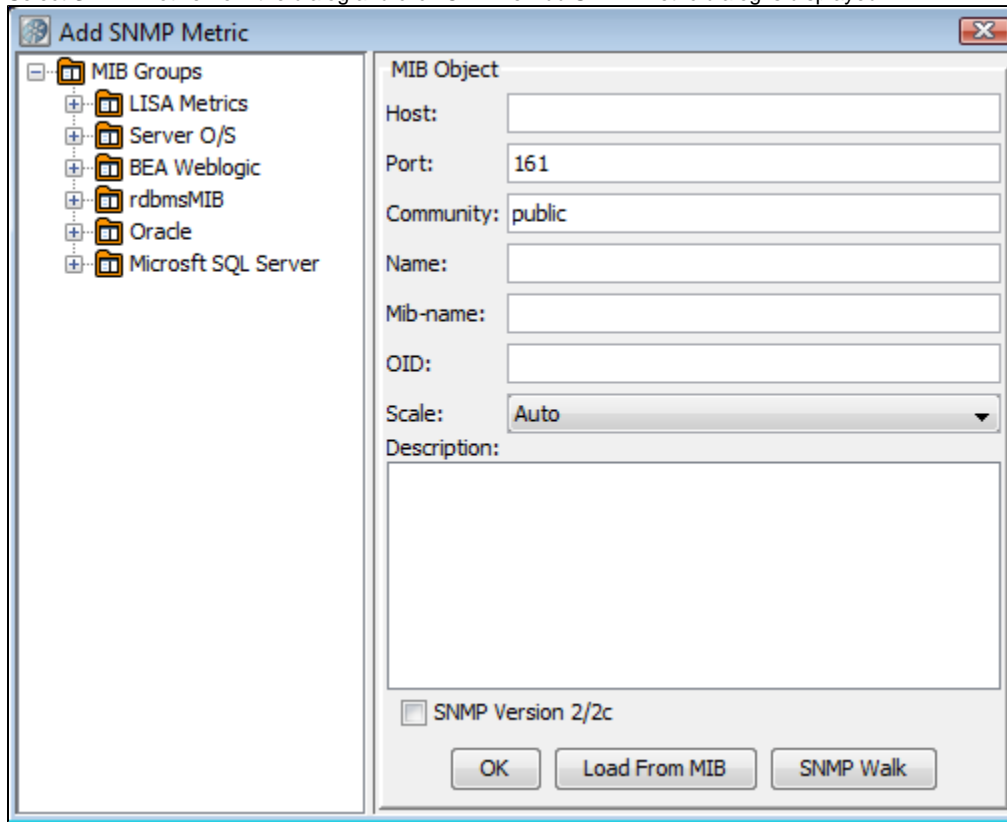 Add SNMP Metric
MIB Groups
LISA Metrics
Server O/S
BEA Weblogic
rdbmsMIB
Oracle
Microsft SQL Server
MIB Object
Host:
Port: 161
Community: public
Name:
Mib-name:
OID:
Scale: Auto
Description:
SNMP Version 2/2c
OK Load From MIB SNMP Walk